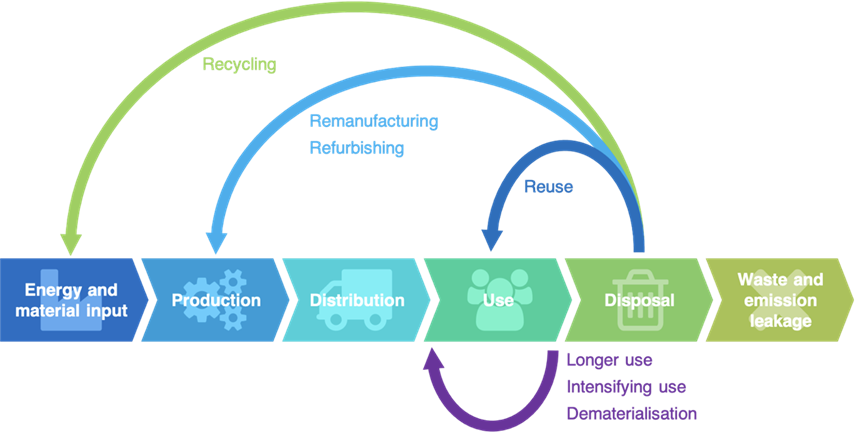 Recycling
Remanufacturing
Refurbishing
Reuse
Energy and
material input
Production
Distribution
Use
Disposal
Waste and
emission
leakage
Longer use
Intensifying use
Dematerialisation